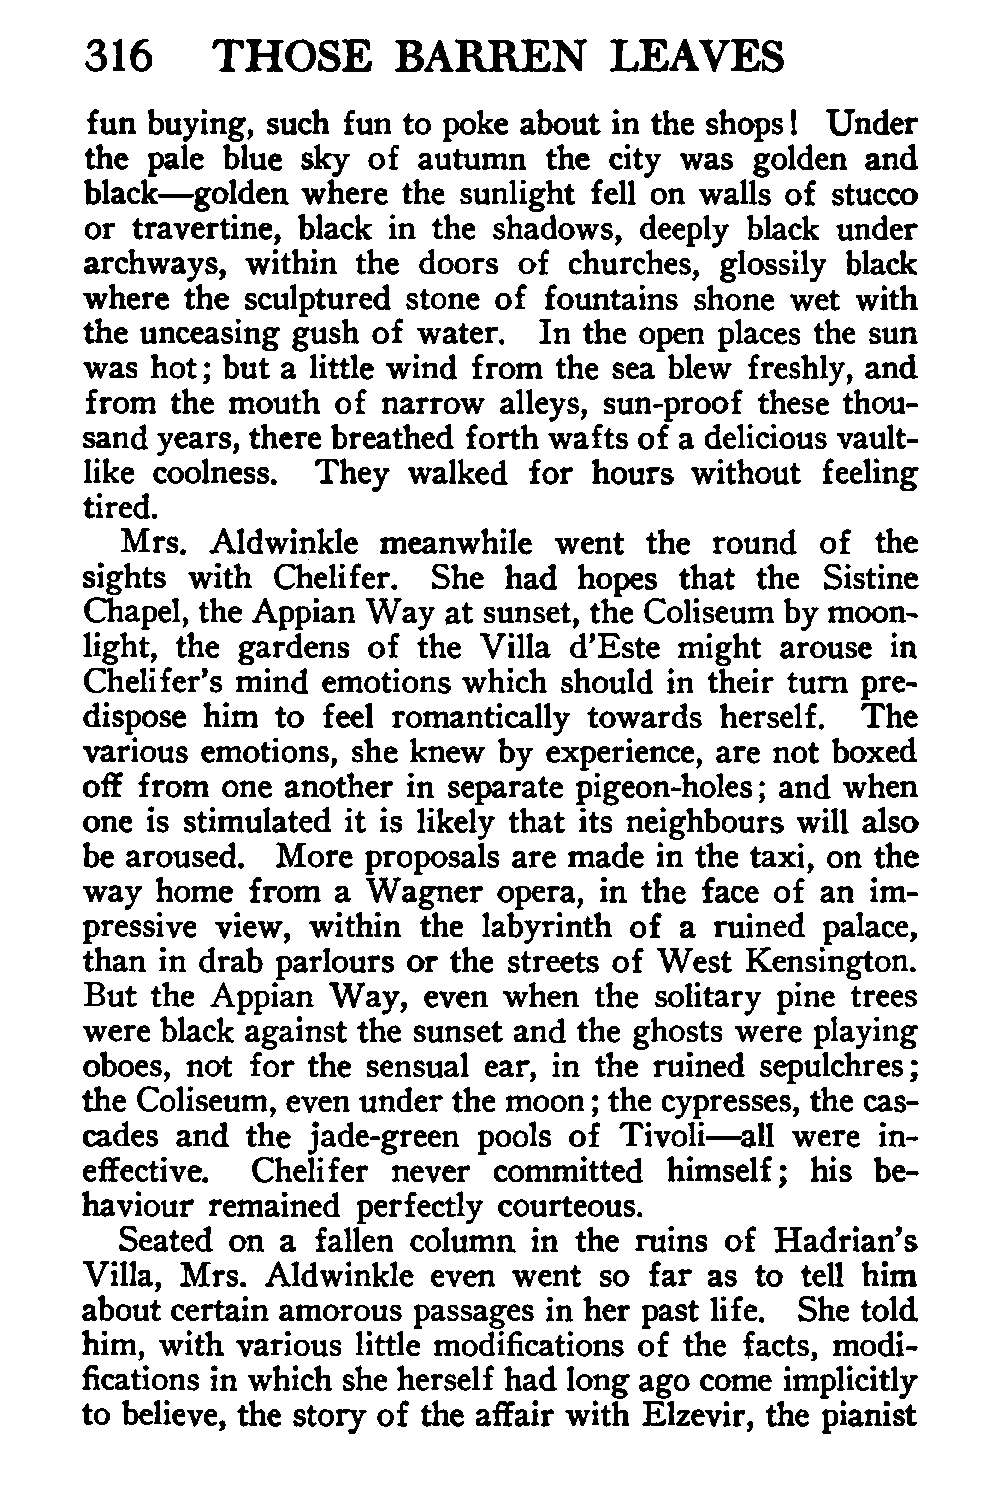 316 THOSE BARREN LEAVES
fun buying, such fun to poke about in the shops! Under
the pale blue sky of autumn the city was golden and
black—golden where the sunlight fell on walls of stucco
or travertine, black in the shadows, deeply black under
archways, within the doors of churches, glossily black
where the sculptured stone of fountains shone wet with
the unceasing gush of water. In the open places the sun
was hot; but a little wind from the sea blew freshly, and
from the mouth of narrow alleys, sun-proof these thou-
sand years, there breathed forth wafts of a delicious vault-
like coolness. They walked for hours without feeling
tired.
Mrs. Aldwinkle meanwhile went the round of the
sights with Chelifer. She had hopes that the Sistine
Chapel, the Appian Way at sunset, the Coliseum by moon-
light, the gardens of the Villa d'Este might arouse in
Chelifer's mind emotions which should in their turn pre-
dispose him to feel romantically towards herself. The
various emotions, she knew by experience, are not boxed
off from one another in separate pigeon-holes; and when
one is stimulated it is likely that its neighbours will also
be aroused. More proposals are made in the taxi, on the
way home from a Wagner opera, in the face of an im-
pressive view, within the labyrinth of a ruined palace,
than in drab parlours or the streets of West Kensington.
But the Appian Way, even when the solitary pine trees
were black against the sunset and the ghosts were playing
oboes, not for the sensual ear, in the ruined sepulchres;
the Coliseum, even under the moon; the cypresses, the cas-
cades and the jade-green pools of Tivoli—all were in-
effective. Chelifer never committed himself; his be-
haviour remained perfectly courteous.
Seated on a fallen column in the ruins of Hadrian's
Villa, Mrs. Aldwinkle even went so far as to tell him
about certain amorous passages in her past life. She told
him, with various little modifications of the facts, modi-
fications in which she herself had long ago come implicitly
to believe, the story of the affair with Elzevir, the pianist